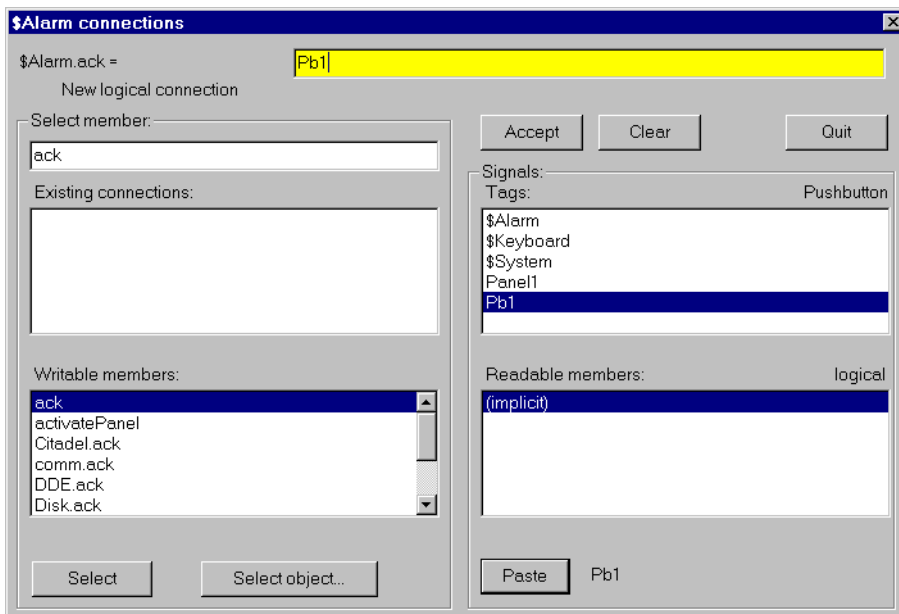 $Alarm connections
$Alarm.ack = Pb1
New logical connection
Select member:
ack
Existing connections:
Writable members:
ack
activatePanel
Citadel.ack
comm.ack
DDE.ack
Disk.ack
Select Select object...
Accept Clear Quit
Signals:
Tags: Pushbutton
$Alarm
$Keyboard
$System
Panel1
Pb1
Readable members: logical
(implicit)
Paste Pb1